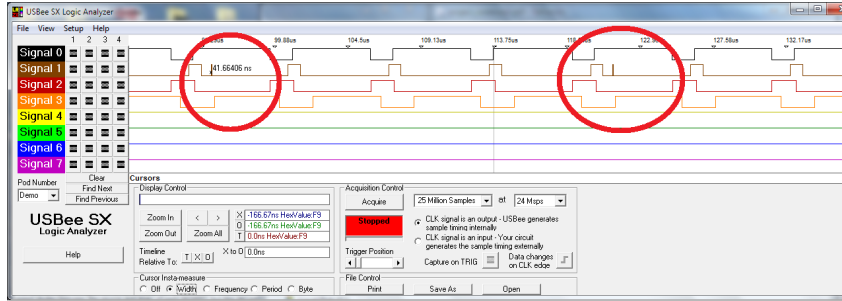 USBee SX Logic Analyzer
File View Setup Help
1 2 3 4
99.88us 104.5us 109.13us 113.75us 127.58us 132.17us
Signal 0
Signal 1
41.66406 ns
Signal 2
Signal 3
Signal 4
Signal 5
Signal 6
Signal 7
Pod Number
Demo
Clear
Find Next
Find Previous
USBee SX
Logic Analyzer
Help
Cursors
Display Control
Zoom In < > X -166.67ns HexValue:F9
O -166.67ns HexValue:F9
Zoom Out Zoom All T 0.0ns HexValue:F9
Timeline
Relative To: T X O X to O 0.0ns
Cursor Insta-measure
Off Width Frequency Period Byte
Acquisition Control
Acquire 25 Million Samples at 24 Msps
Stopped
CLK signal is an output - USBee generates
sample timing internally
CLK signal is an input - Your circuit
generates the sample timing externally
Trigger Position
Capture on TRIG
Data changes
on CLK edge
File Control
Print Save As Open